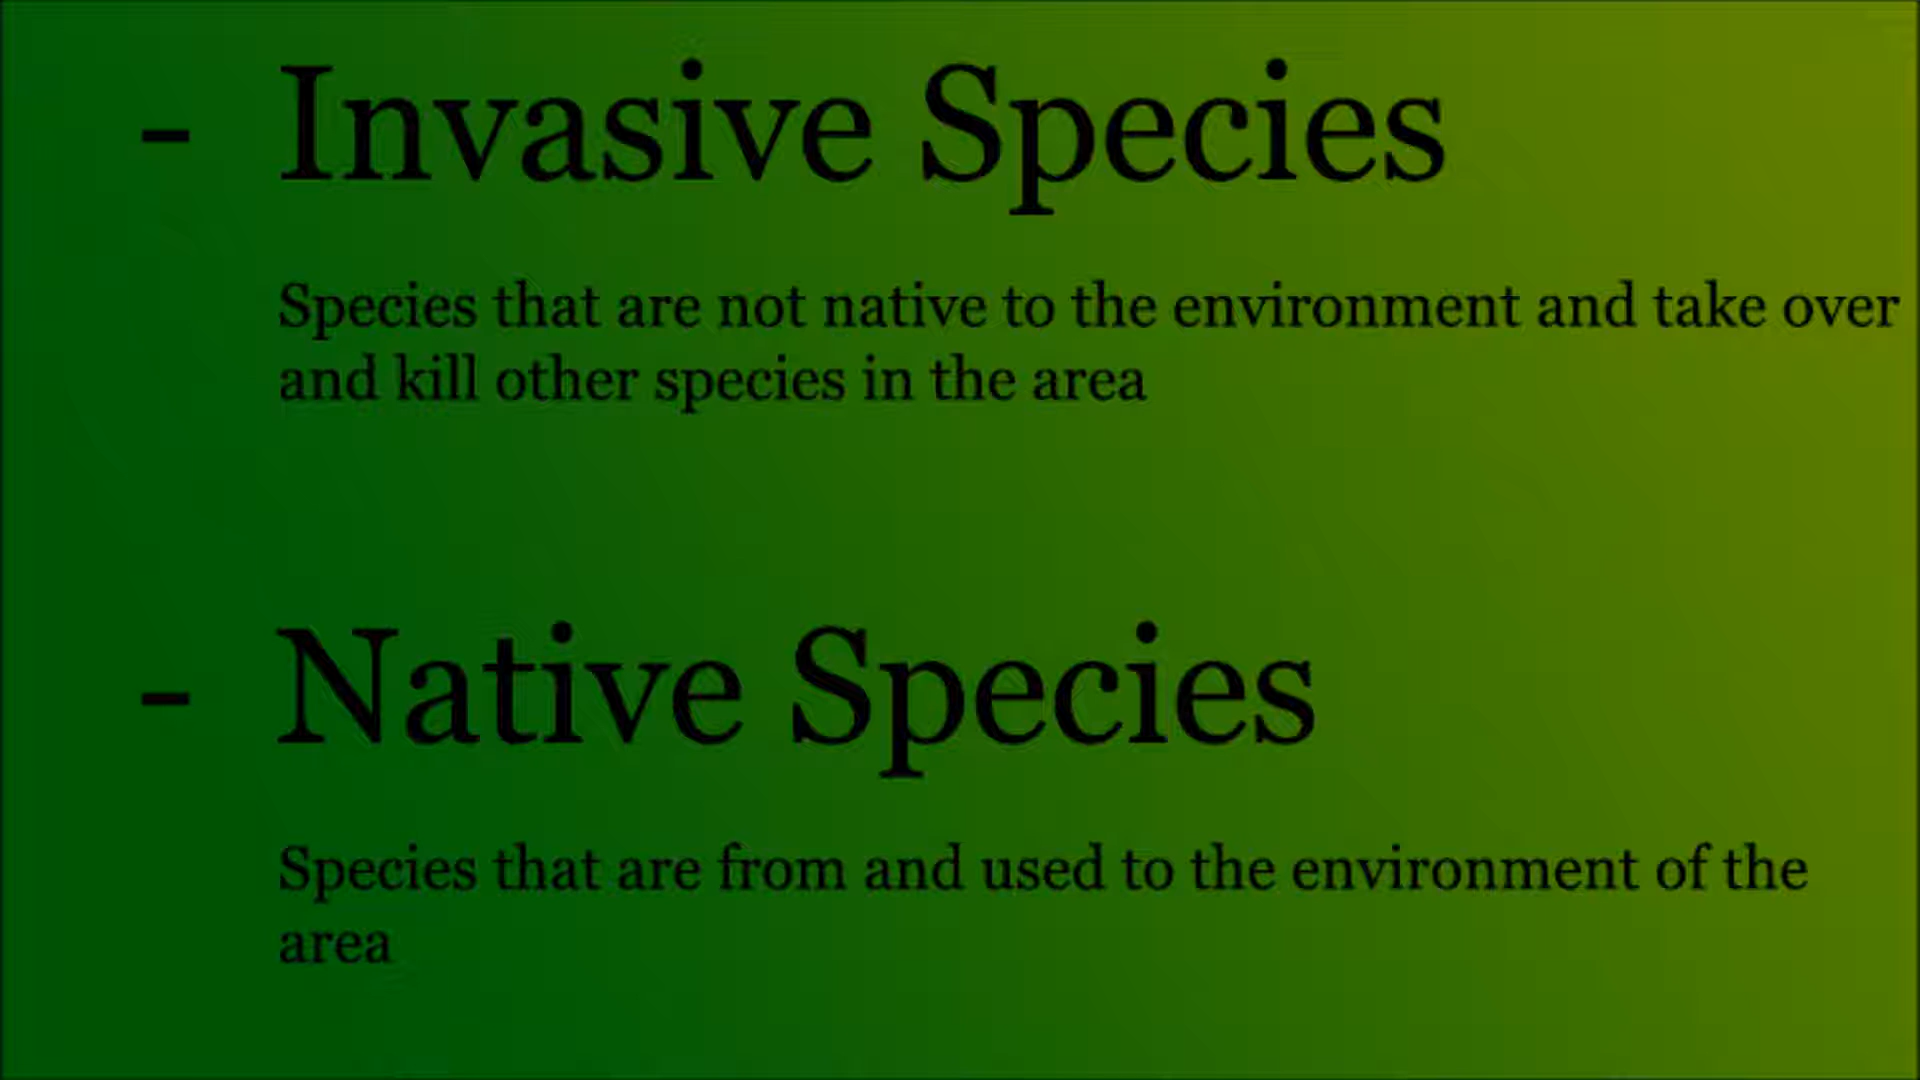 - Invasive Species
Species that are not native to the environment and take over
and kill other species in the area
- Native Species
Species that are from and used to the environment of the
area